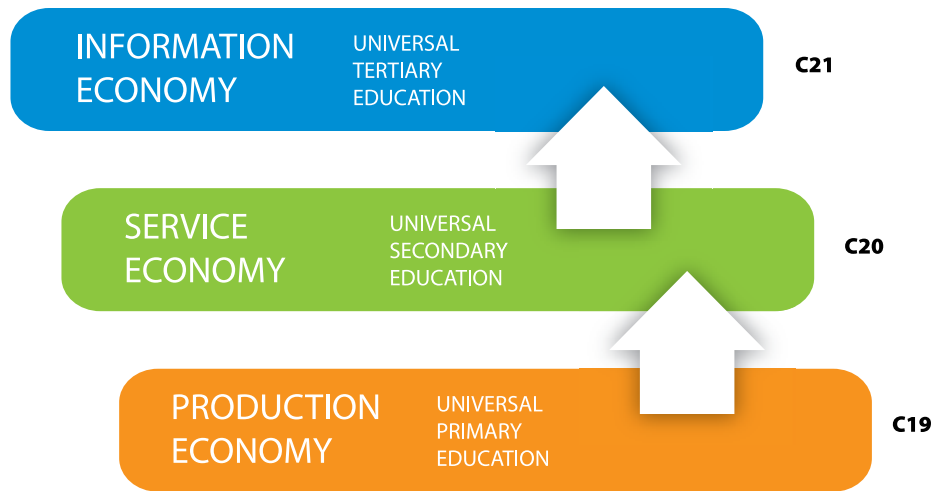 INFORMATION
ECONOMY
UNIVERSAL
TERTIARY
EDUCATION
C21
SERVICE
ECONOMY
UNIVERSAL
SECONDARY
EDUCATION
C20
PRODUCTION
ECONOMY
UNIVERSAL
PRIMARY
EDUCATION
C19